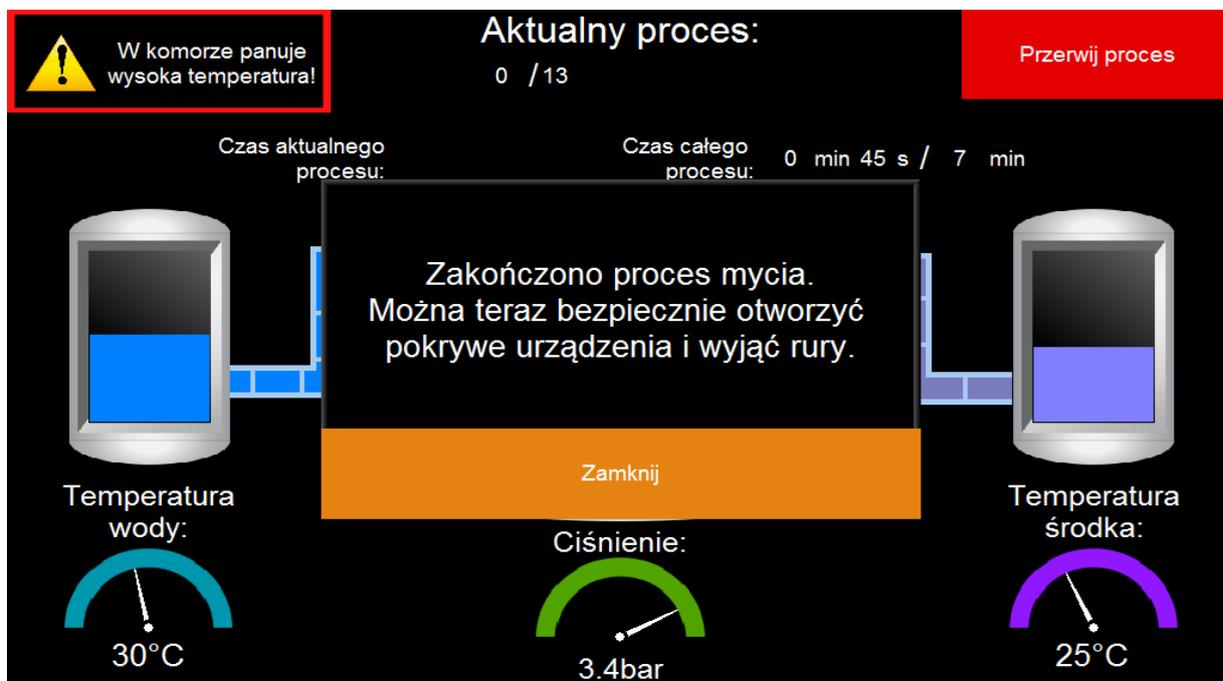 W komorze panuje
wysoka temperatura!
Aktualny proces:
0 / 13
Przerwij proces
Czas aktualnego
procesu:
Czas całego
procesu:
0 min 45 s / 7 min
Zakończono proces mycia.
Można teraz bezpiecznie otworzyć
pokrywe urządzenia i wyjąć rury.
Zamknij
Temperatura
wody:
30°C
Ciśnienie:
3.4bar
Temperatura
środka:
25°C